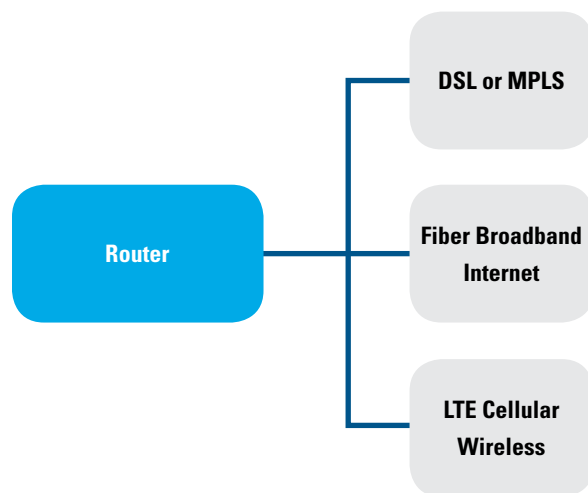 DSL or MPLS
Router
Fiber Broadband
Internet
LTE Cellular
Wireless